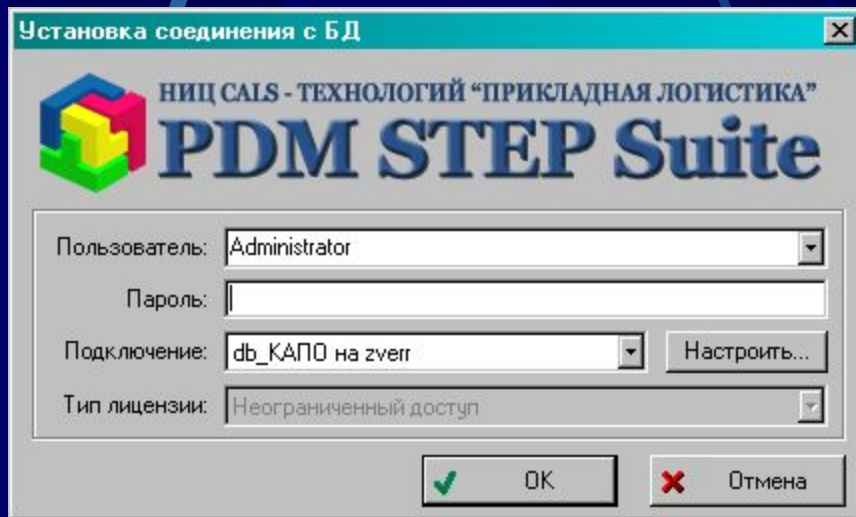 Установка соединения с БД
НИЦ CALS - ТЕХНОЛОГИЙ “ПРИКЛАДНАЯ ЛОГИСТИКА”
PDM STEP Suite
Пользователь: Administrator
Пароль:
Подключение: db_КАПО на zverr Настроить...
Тип лицензии: Неограниченный доступ
OK Отмена